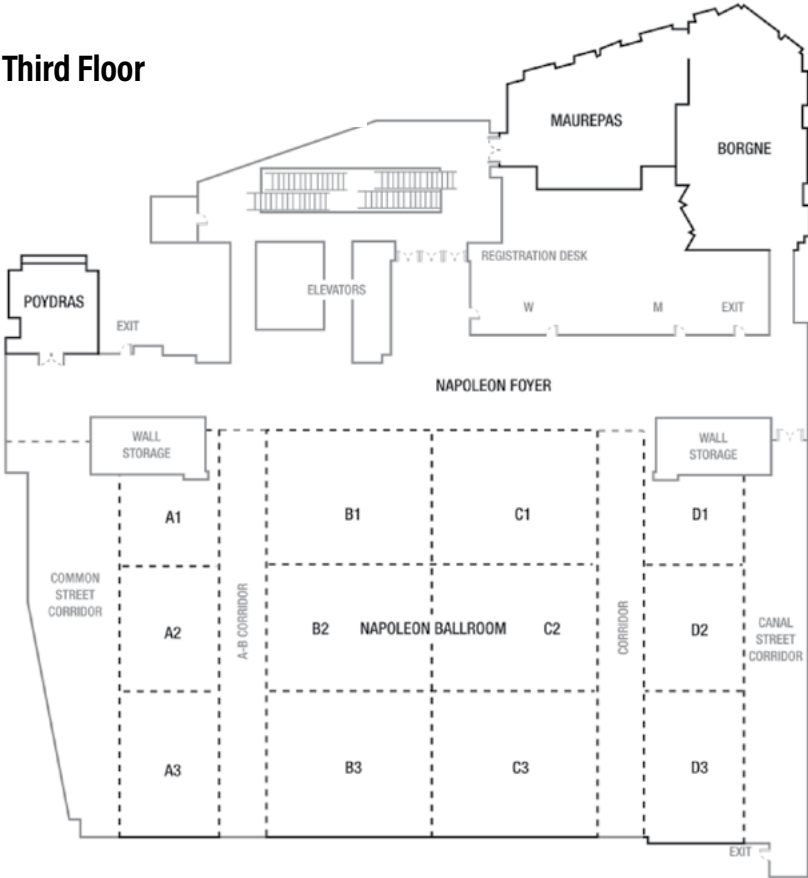 Third Floor
MAUREPAS
BORGNE
REGISTRATION DESK
ELEVATORS
POYDRAS
EXIT
W
M
EXIT
NAPOLEON FOYER
WALL
STORAGE
WALL
STORAGE
A1
B1
C1
D1
COMMON
STREET
CORRIDOR
A-B CORRIDOR
A2
B2
NAPOLEON BALLROOM
C2
CORRIDOR
D2
CANAL
STREET
CORRIDOR
A3
B3
C3
D3
EXIT